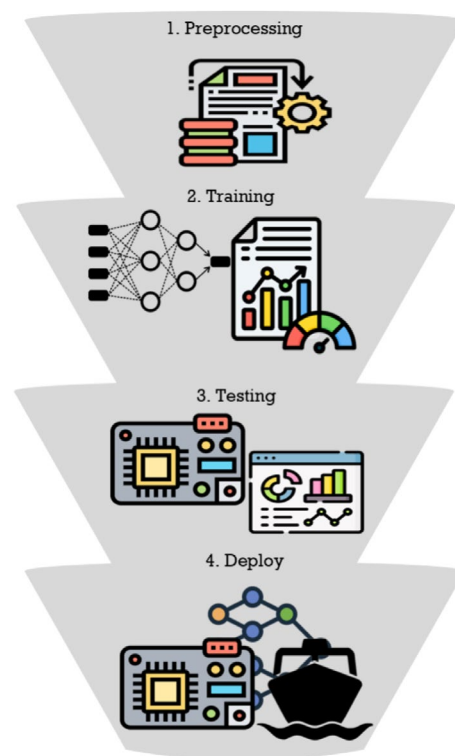 1. Preprocessing
2. Training
3. Testing
4. Deploy